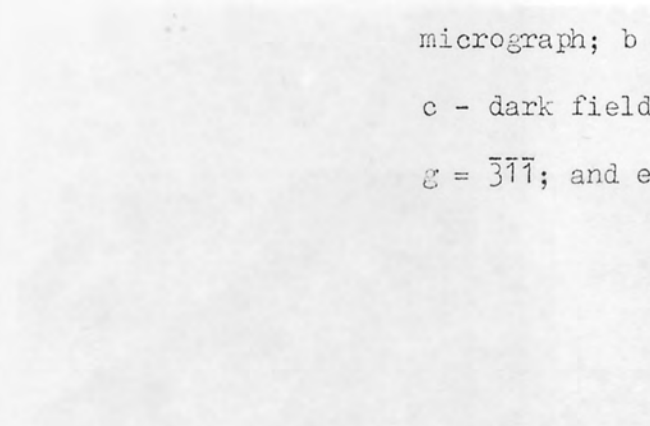 micrograph; b
c - dark field
g = 3̅1̅1̅; and e